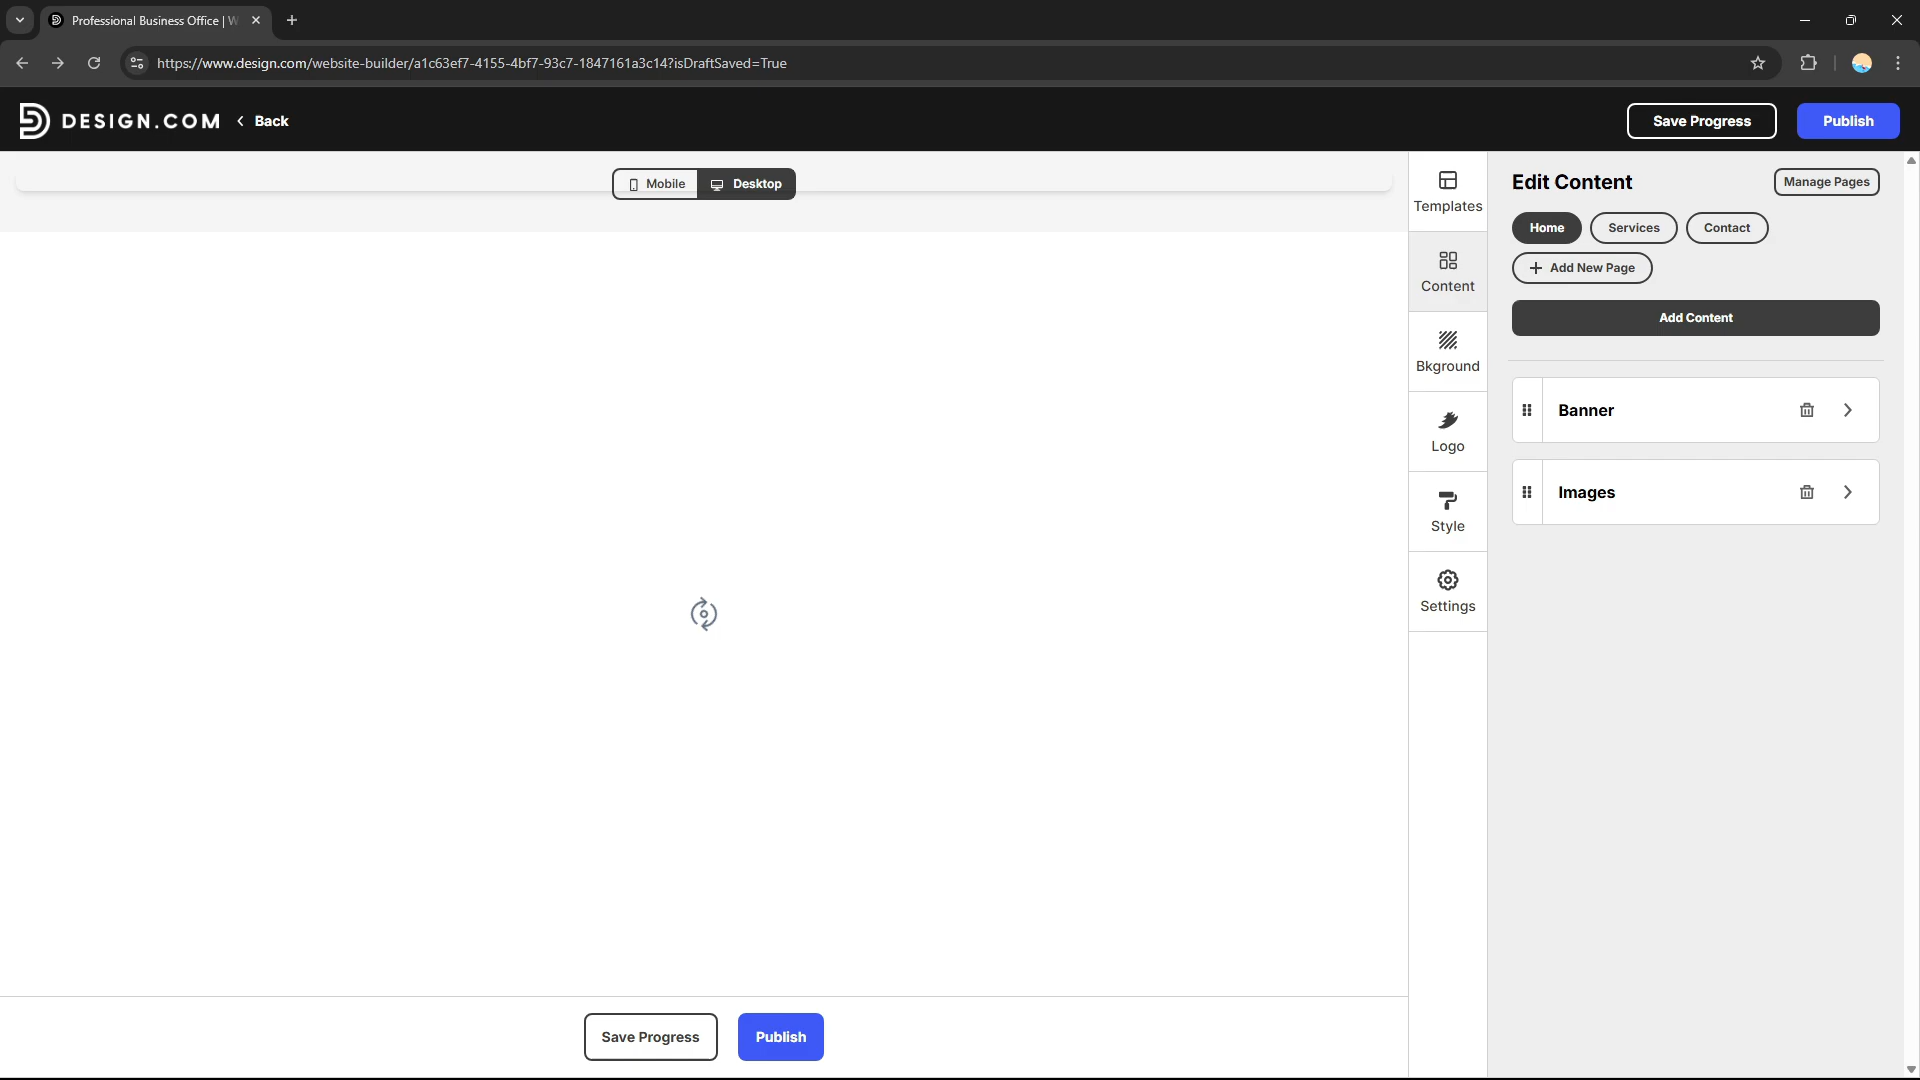 Professional Business Office | W
https://www.design.com/website-builder/a1c63ef7-4155-4bf7-93c7-1847161a3c14?isDraftSaved=True
DESIGN.COM
Back
Save Progress
Publish
Mobile
Desktop
Templates
Content
Bkground
Logo
Style
Settings
Edit Content
Manage Pages
Home
Services
Contact
Add New Page
Add Content
Banner
Images
Save Progress
Publish